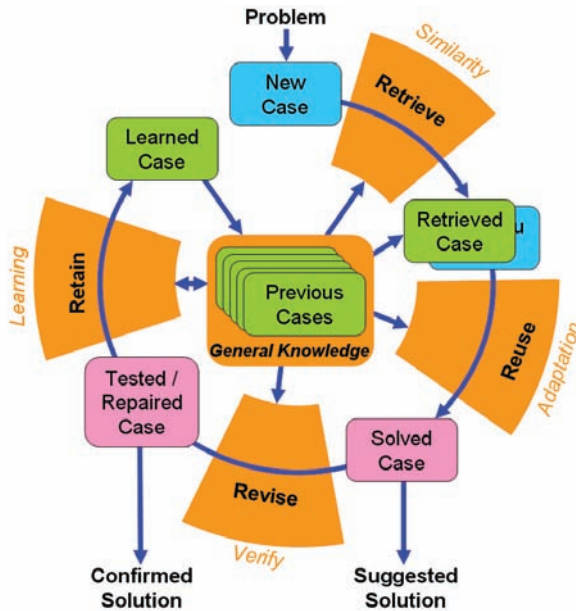 Problem
Similarity
New
Case
Retrieve
Learned
Case
Retrieved
Case
Previous
Cases
General Knowledge
Learning
Retain
Reuse
Adaptation
Tested /
Repaired
Case
Solved
Case
Revise
Verify
Confirmed
Solution
Suggested
Solution